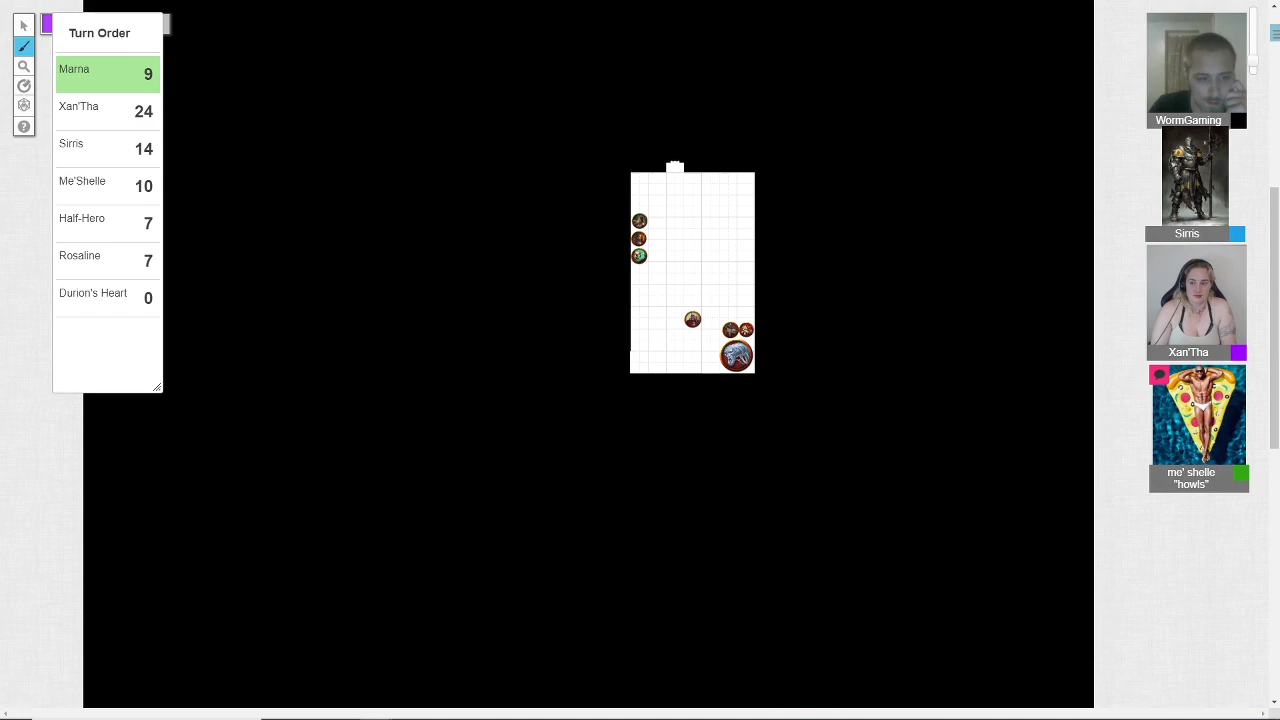 Turn Order
Marna 9
Xan'Tha 24
Sirris 14
Me'Shelle 10
Half-Hero 7
Rosaline 7
Durion's Heart 0
WormGaming
Sirris
Xan'Tha
me' shelle
"howls"